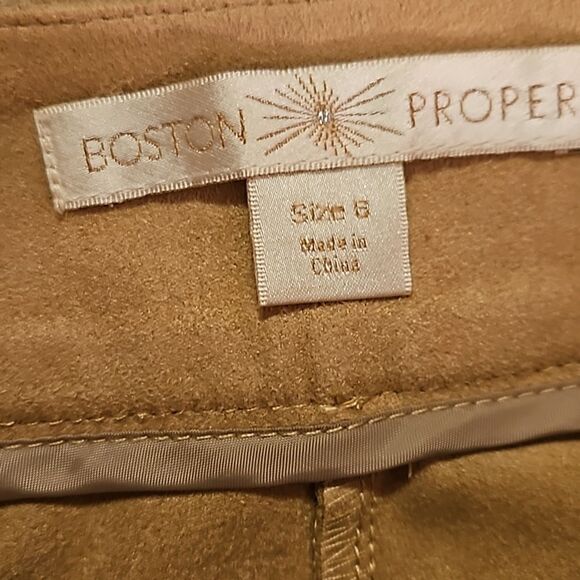 BOSTON PROPER
Size 6
Made in
China